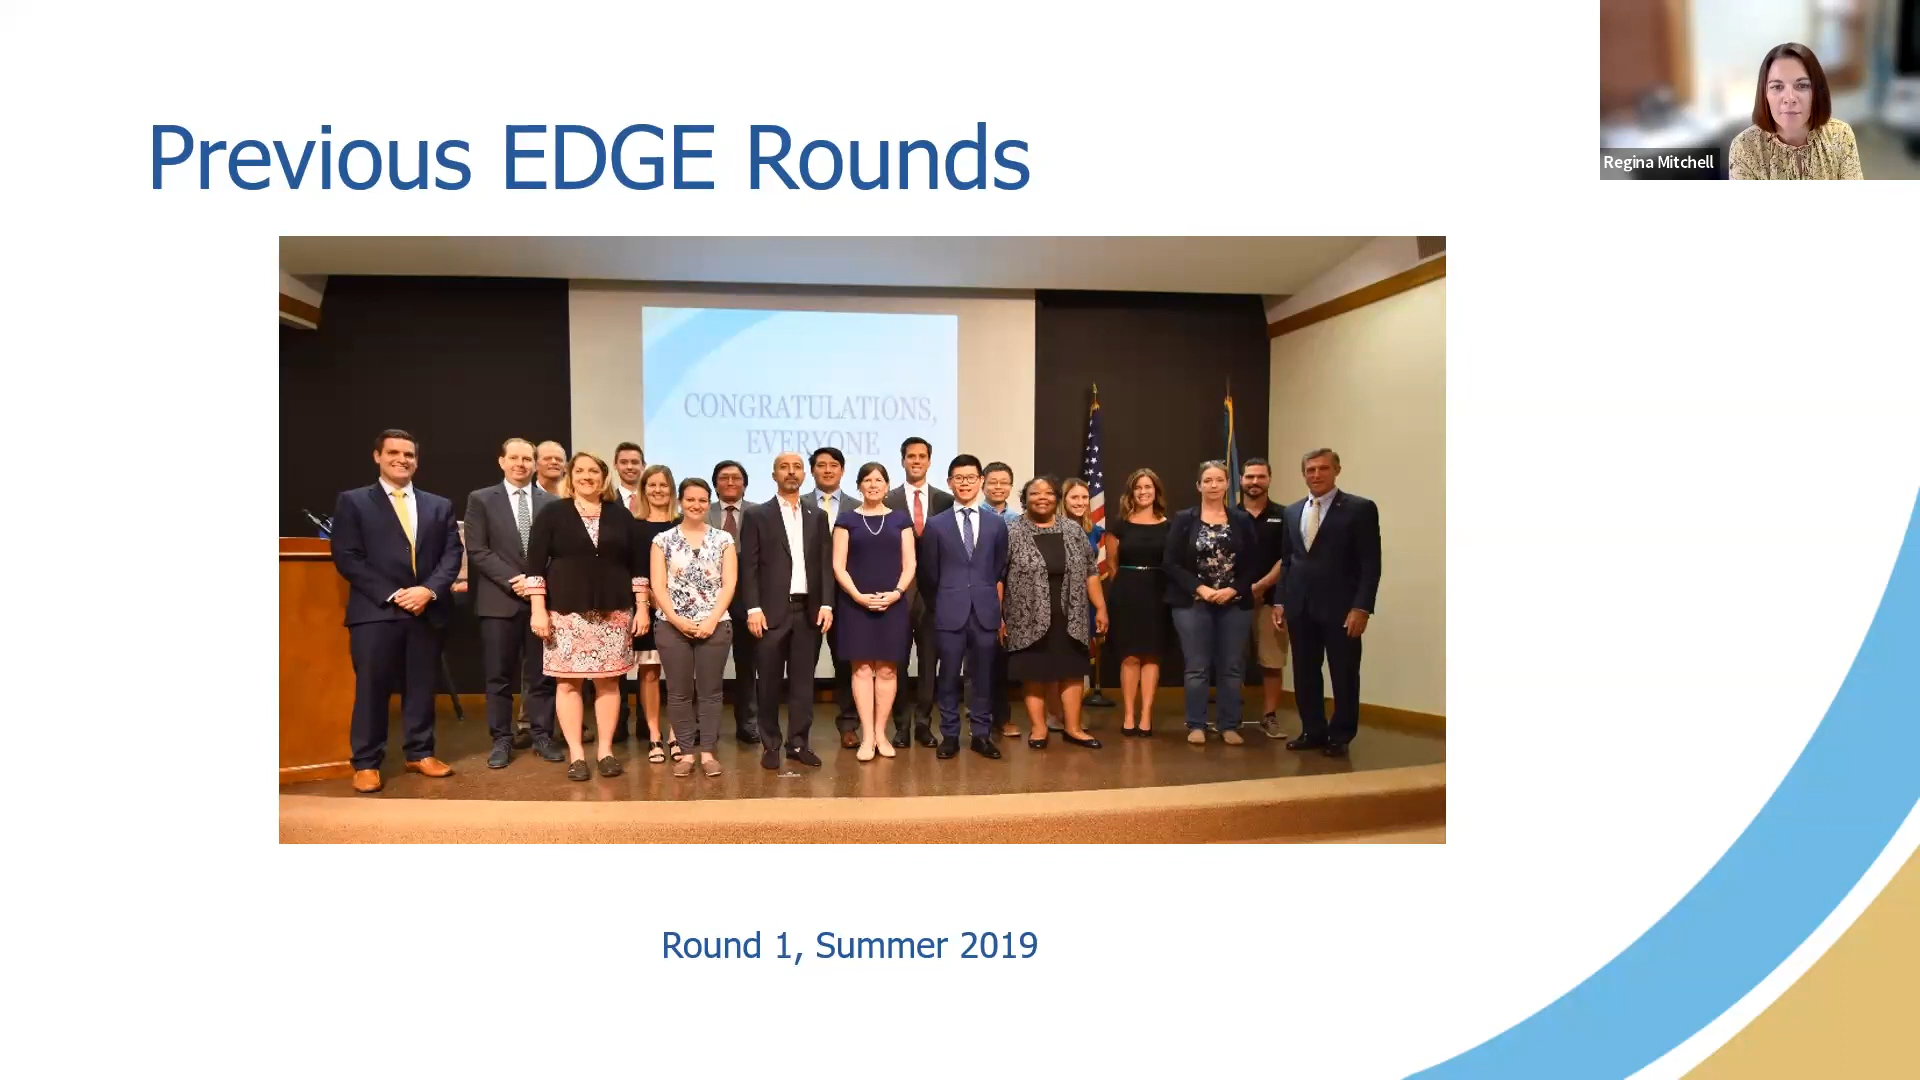 Previous EDGE Rounds
Regina Mitchell
CONGRATULATIONS,
EVERYONE
Round 1, Summer 2019